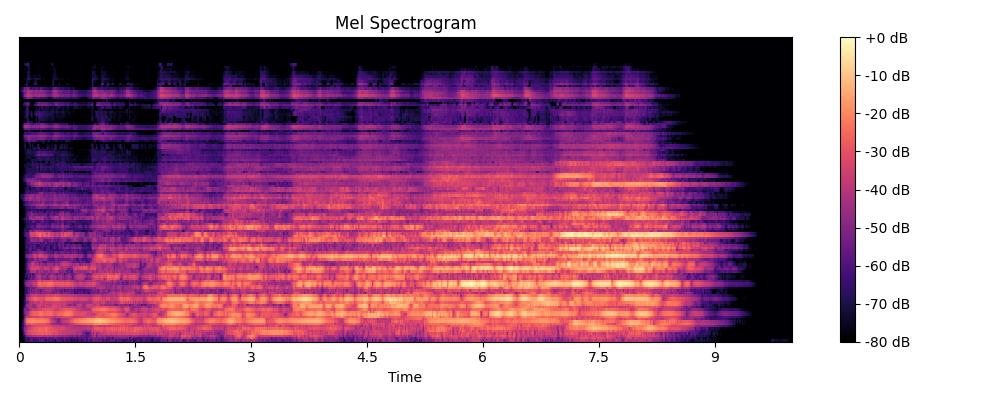 Mel Spectrogram
+0 dB
-10 dB
-20 dB
-30 dB
-40 dB
-50 dB
-60 dB
-70 dB
-80 dB
0 1.5 3 4.5 6 7.5 9
Time